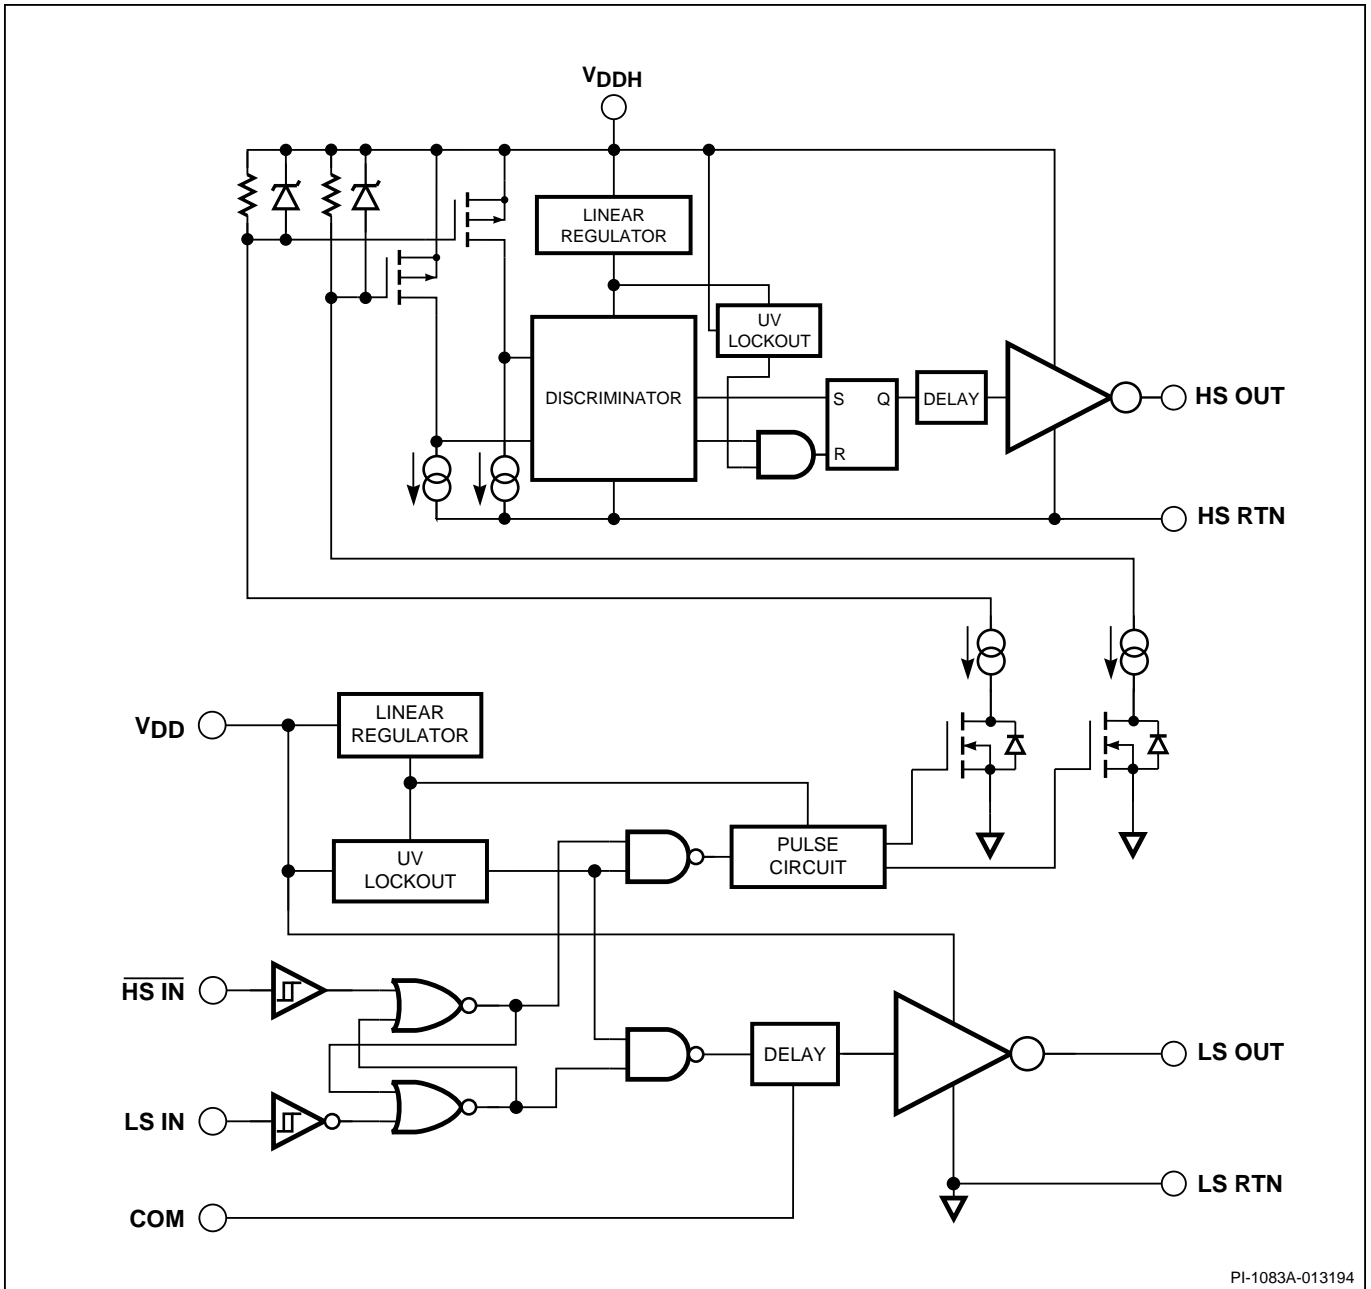 VDDH
LINEAR
REGULATOR
UV
LOCKOUT
DISCRIMINATOR
S Q
R
DELAY
HS OUT
HS RTN
VDD
LINEAR
REGULATOR
UV
LOCKOUT
PULSE
CIRCUIT
HS IN
LS IN
DELAY
LS OUT
LS RTN
COM
PI-1083A-013194